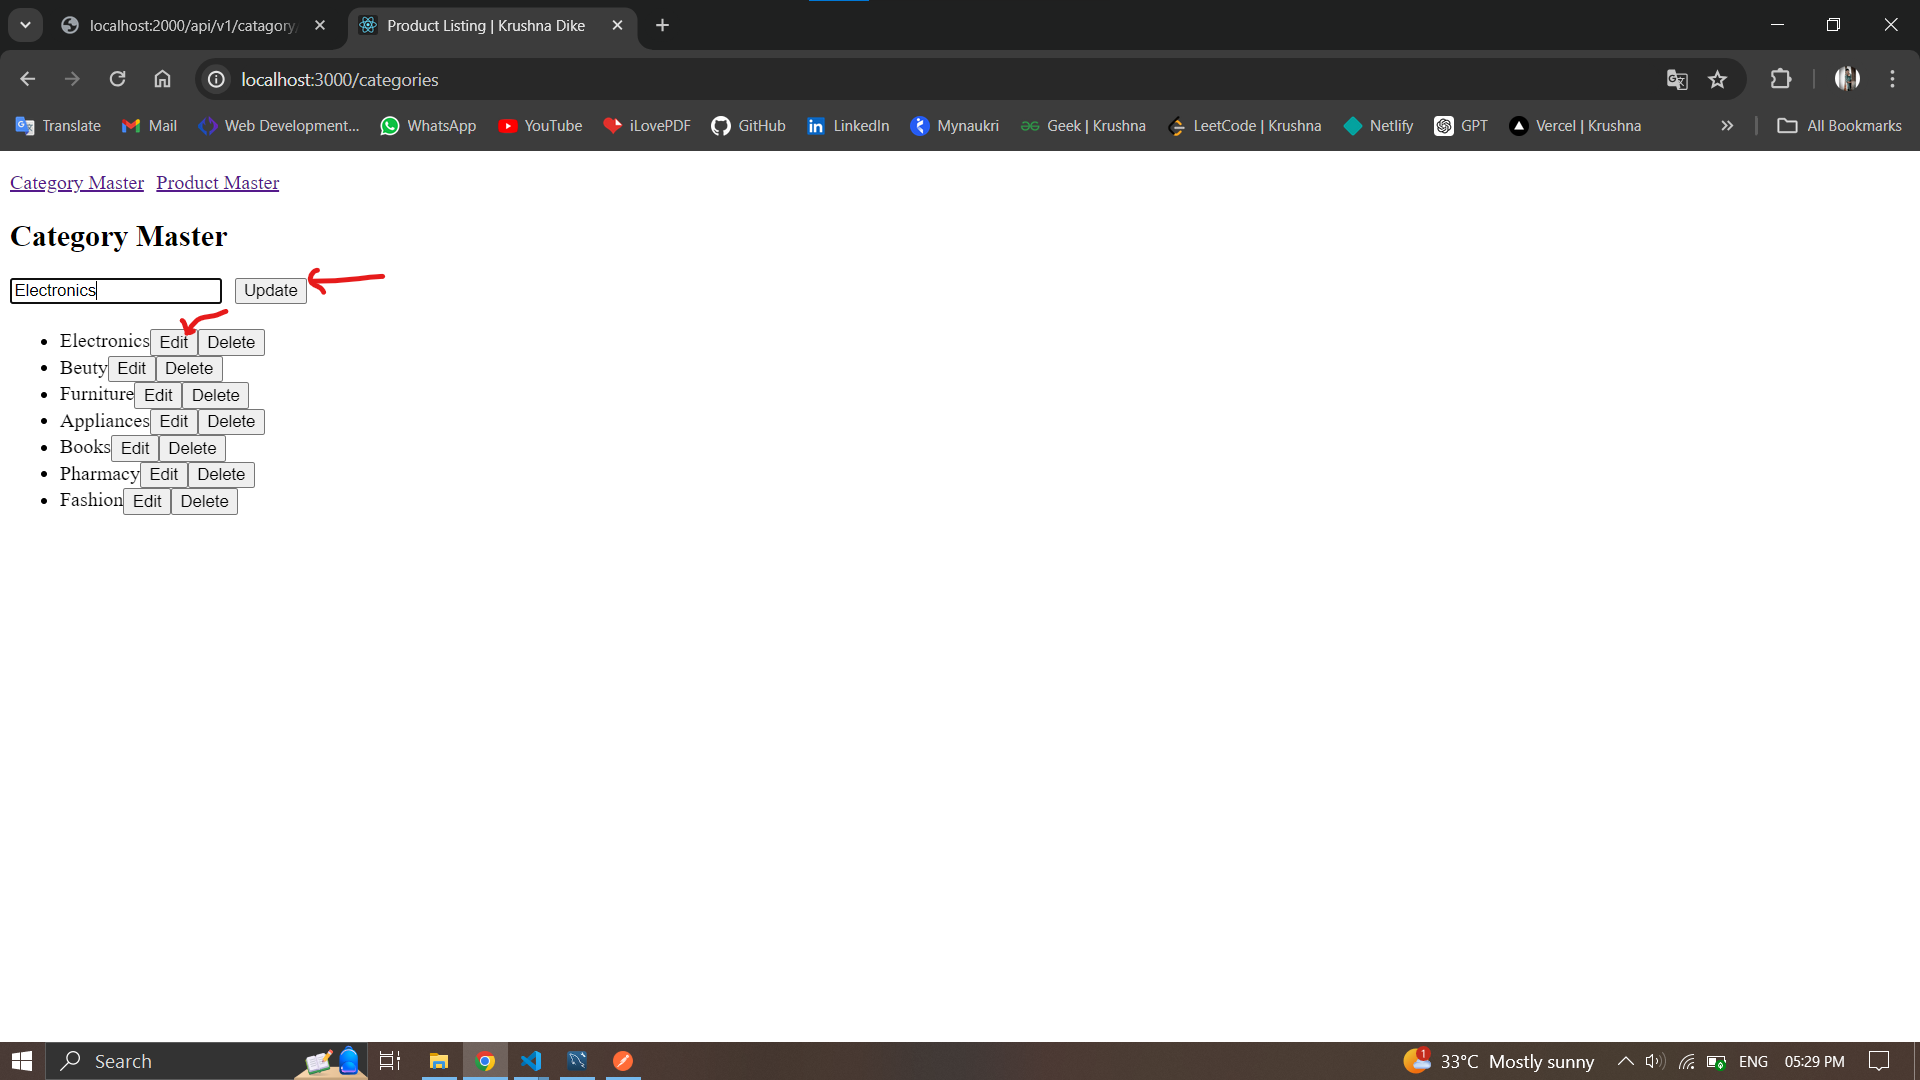 localhost:2000/api/v1/catagory/
Product Listing | Krushna Dike
localhost:3000/categories
Translate Mail Web Development... WhatsApp YouTube iLovePDF GitHub LinkedIn Mynaukri Geek | Krushna LeetCode | Krushna Netlify GPT Vercel | Krushna » All Bookmarks
Category Master Product Master
Category Master
Electronics Update
Electronics Edit Delete
Beuty Edit Delete
Furniture Edit Delete
Appliances Edit Delete
Books Edit Delete
Pharmacy Edit Delete
Fashion Edit Delete
Search 1 33°C Mostly sunny ENG 05:29 PM